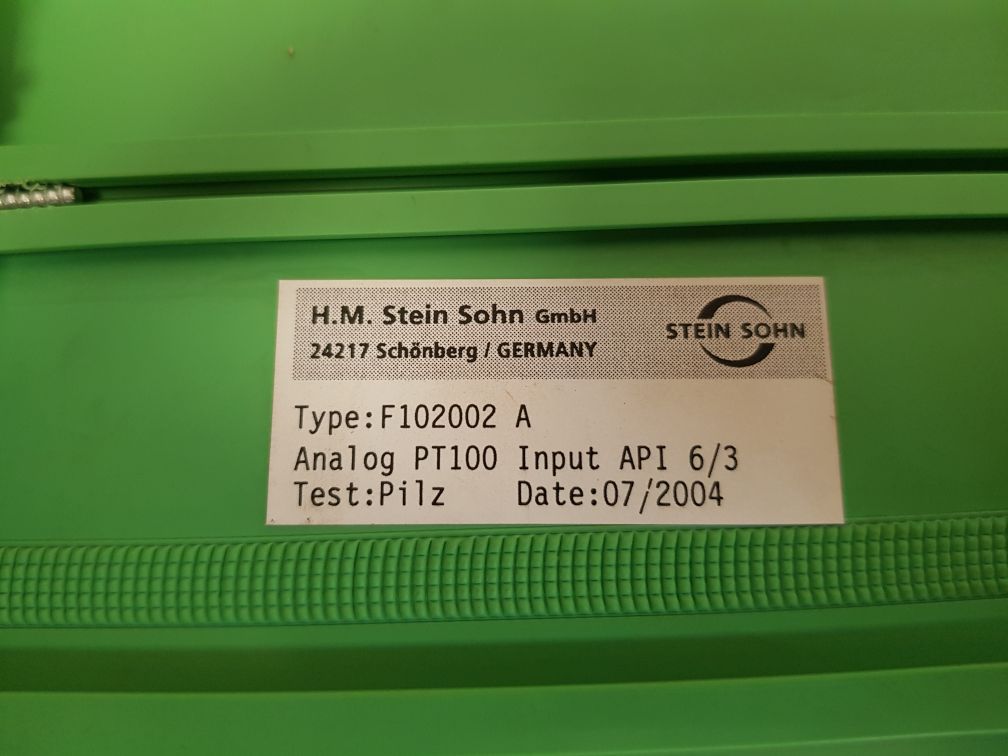 H.M. Stein Sohn GmbH
24217 Schönberg / GERMANY
STEIN SOHN
Type:F102002 A
Analog PT100 Input API 6/3
Test:Pilz Date:07/2004